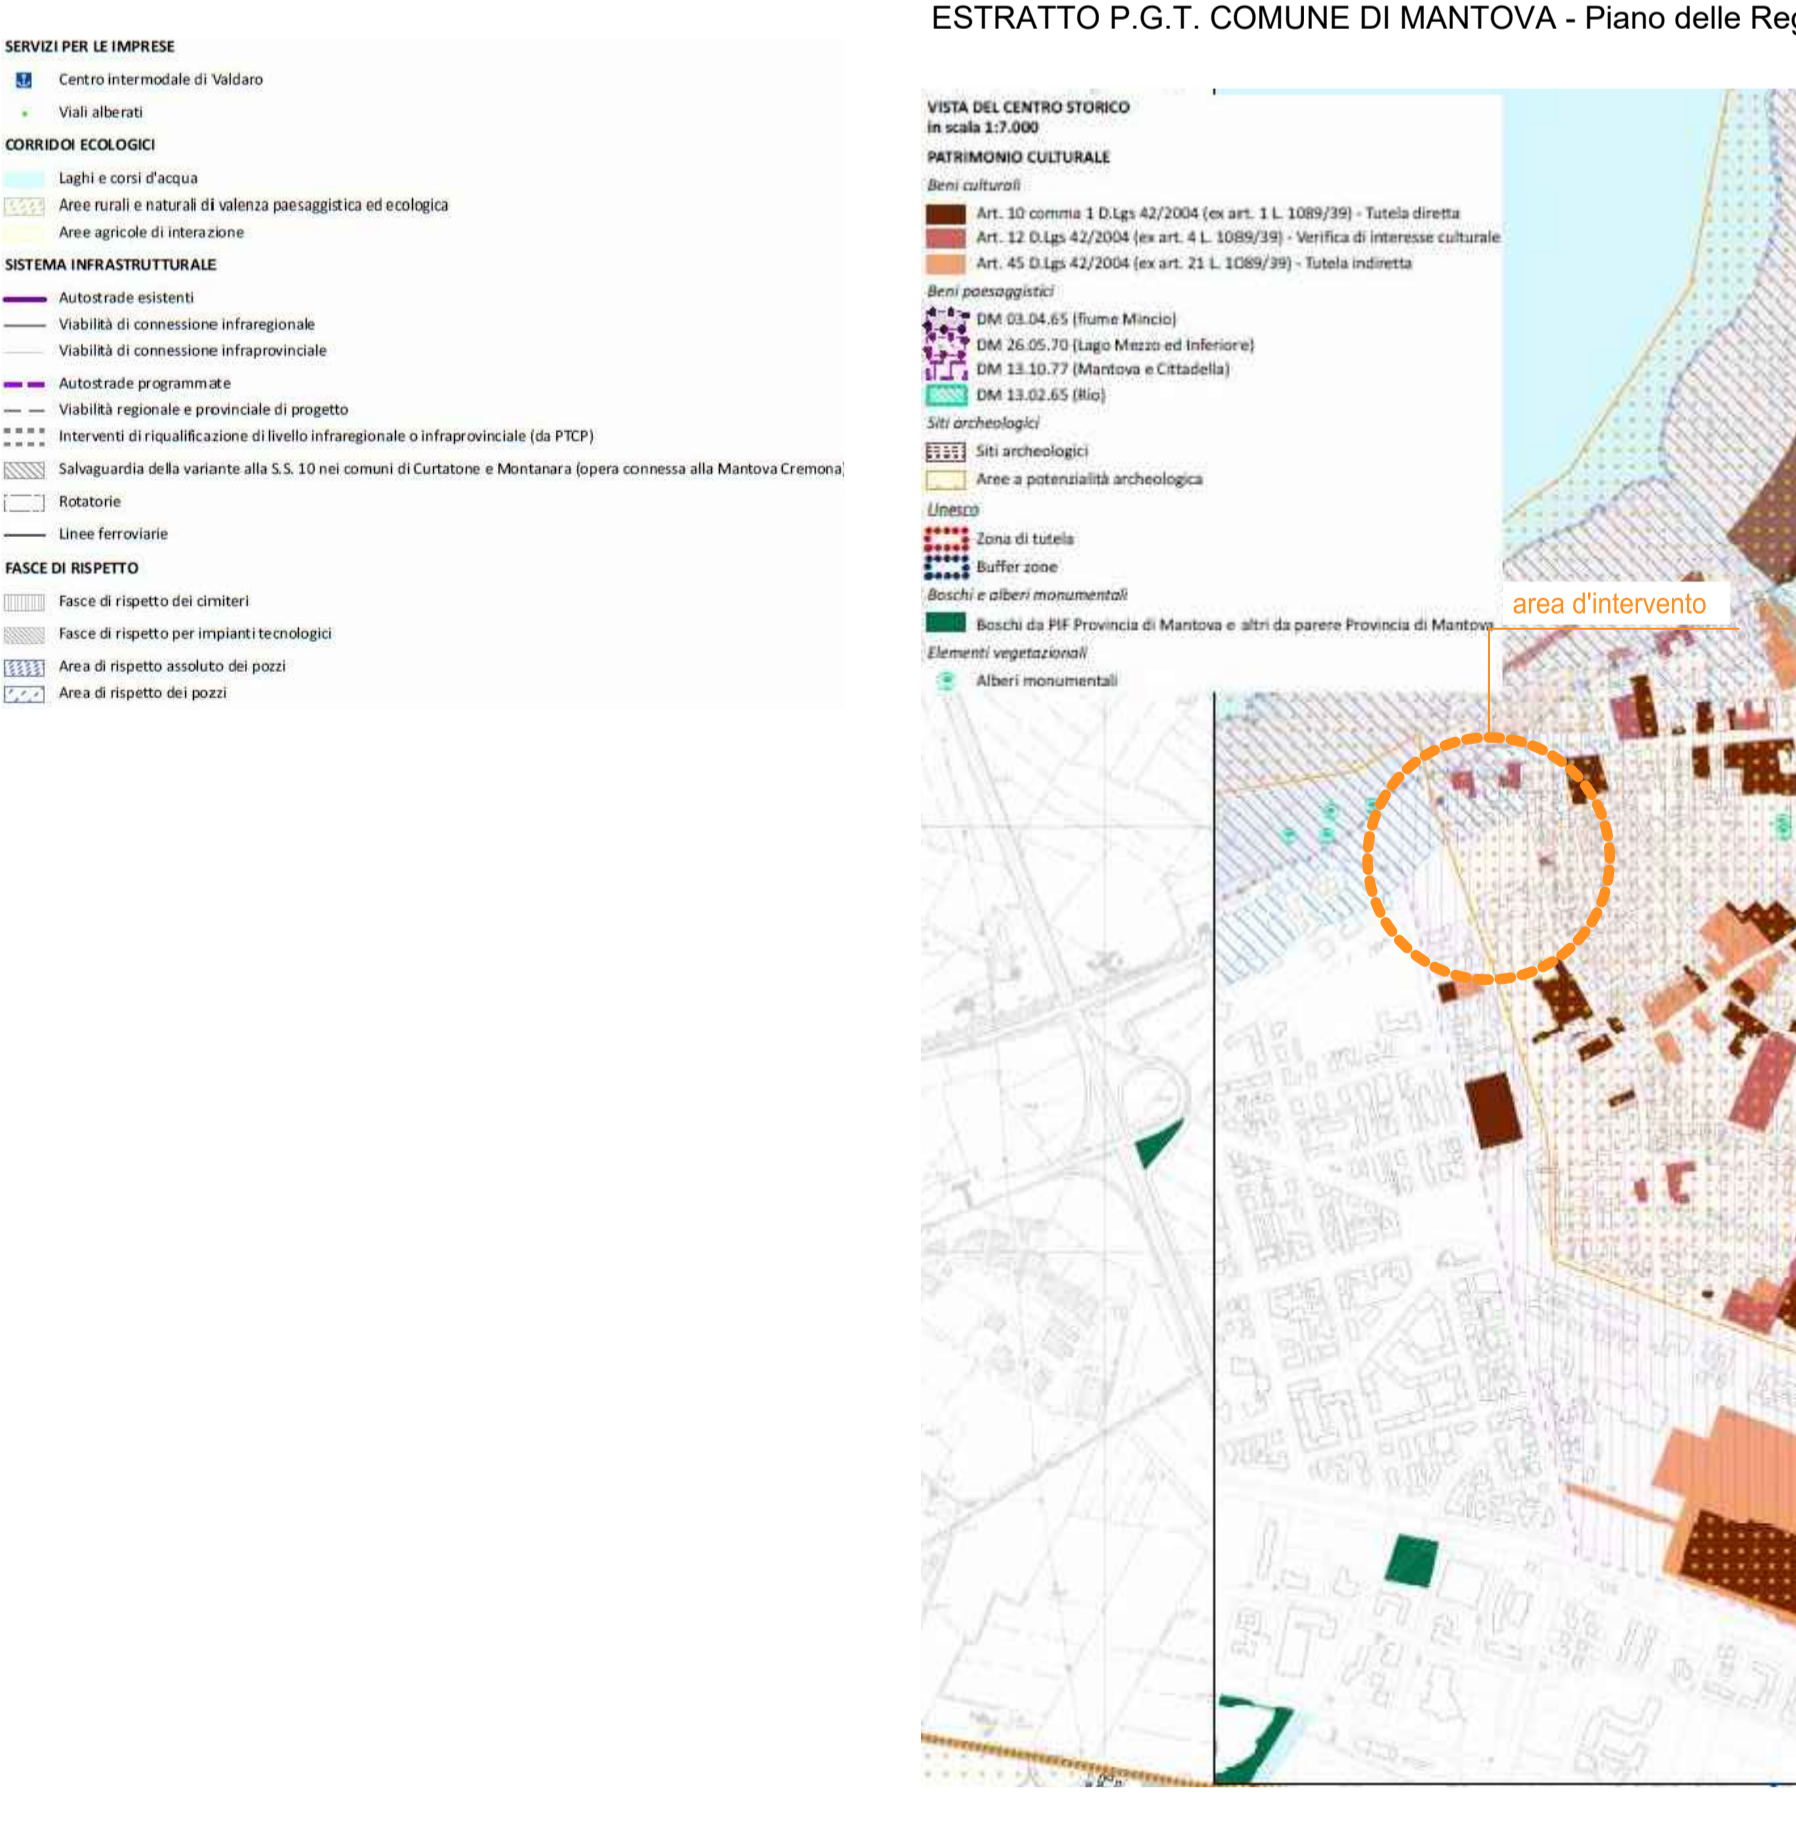 ESTRATTO P.G.T. COMUNE DI MANTOVA - Piano delle Reg
SERVIZI PER LE IMPRESE
Centro intermodale di Valdaro
Viali alberati
CORRIDOI ECOLOGICI
Laghi e corsi d'acqua
Aree rurali e naturali di valenza paesaggistica ed ecologica
Aree agricole di interazione
SISTEMA INFRASTRUTTURALE
Autostrade esistenti
Viabilità di connessione infraregionale
Viabilità di connessione infraprovinciale
Autostrade programmate
Viabilità regionale e provinciale di progetto
Interventi di riqualificazione di livello infraregionale o infraprovinciale (da PTCP)
Salvaguardia della variante alla S.S. 10 nei comuni di Curtatone e Montanara (opera connessa alla Mantova Cremona)
Rotatorie
Linee ferroviarie
FASCE DI RISPETTO
Fasce di rispetto dei cimiteri
Fasce di rispetto per impianti tecnologici
Area di rispetto assoluto dei pozzi
Area di rispetto dei pozzi
VISTA DEL CENTRO STORICO
in scala 1:7.000
PATRIMONIO CULTURALE
Beni culturali
Art. 10 comma 1 D.Lgs 42/2004 (ex art. 1 L. 1089/39) - Tutela diretta
Art. 12 D.Lgs 42/2004 (ex art. 4 L. 1089/39) - Verifica di interesse culturale
Art. 45 D.Lgs 42/2004 (ex art. 21 L. 1089/39) - Tutela indiretta
Beni paesaggistici
DM 03.04.65 (fiume Mincio)
DM 26.05.70 (Lago Mezzo ed Inferiore)
DM 13.10.77 (Mantova e Cittadella)
DM 13.02.65 (Rio)
Siti archeologici
Siti archeologici
Aree a potenzialità archeologica
Unesco
Zona di tutela
Buffer zone
Boschi e alberi monumentali
Boschi da PIF Provincia di Mantova e altri da parere Provincia di Mantova
Elementi vegetazionali
Alberi monumentali
area d'intervento